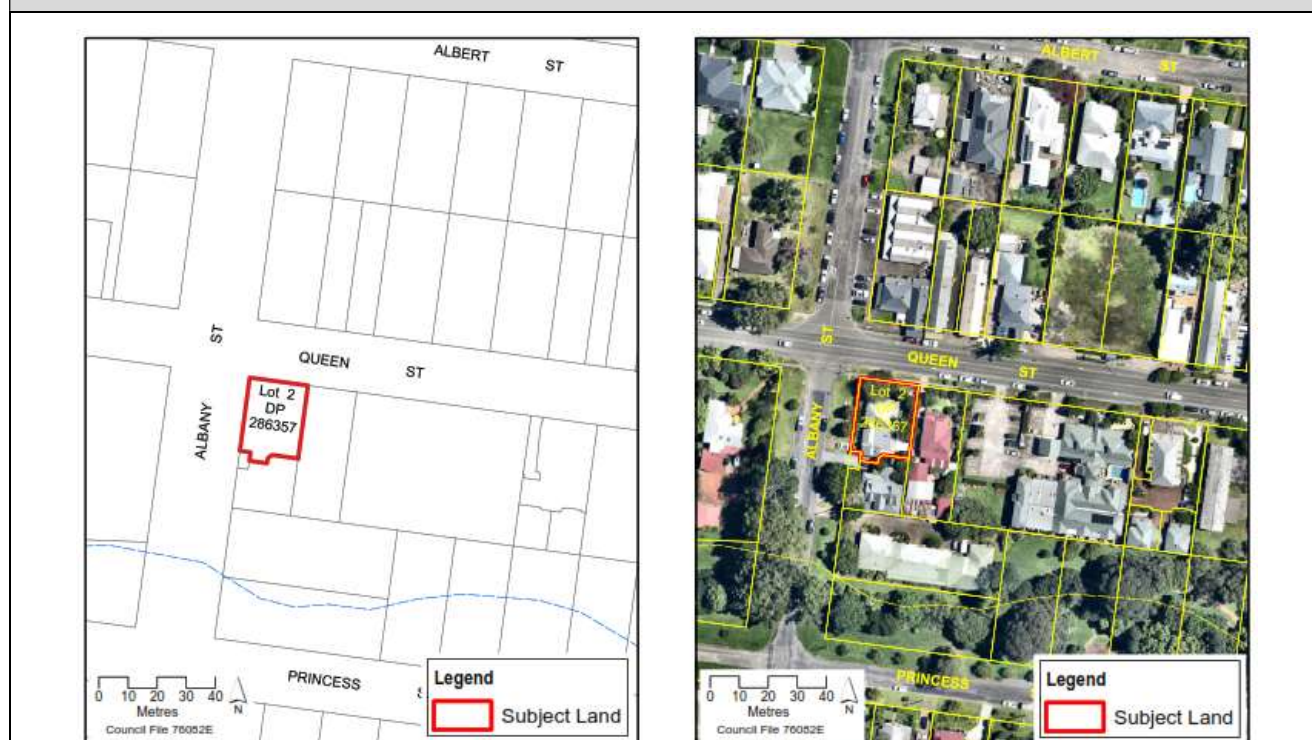 ALBERT ST
ST
QUEEN ST
Lot 2
DP
286357
ALBANY
PRINCESS
0 10 20 30 40
Metres
N
Council File 76052E
Legend
Subject Land
ALBERT ST
ST
QUEEN ST
Lot 2
ALBANY
PRINCESS
0 10 20 30 40
Metres
N
Council File 76052E
Legend
Subject Land